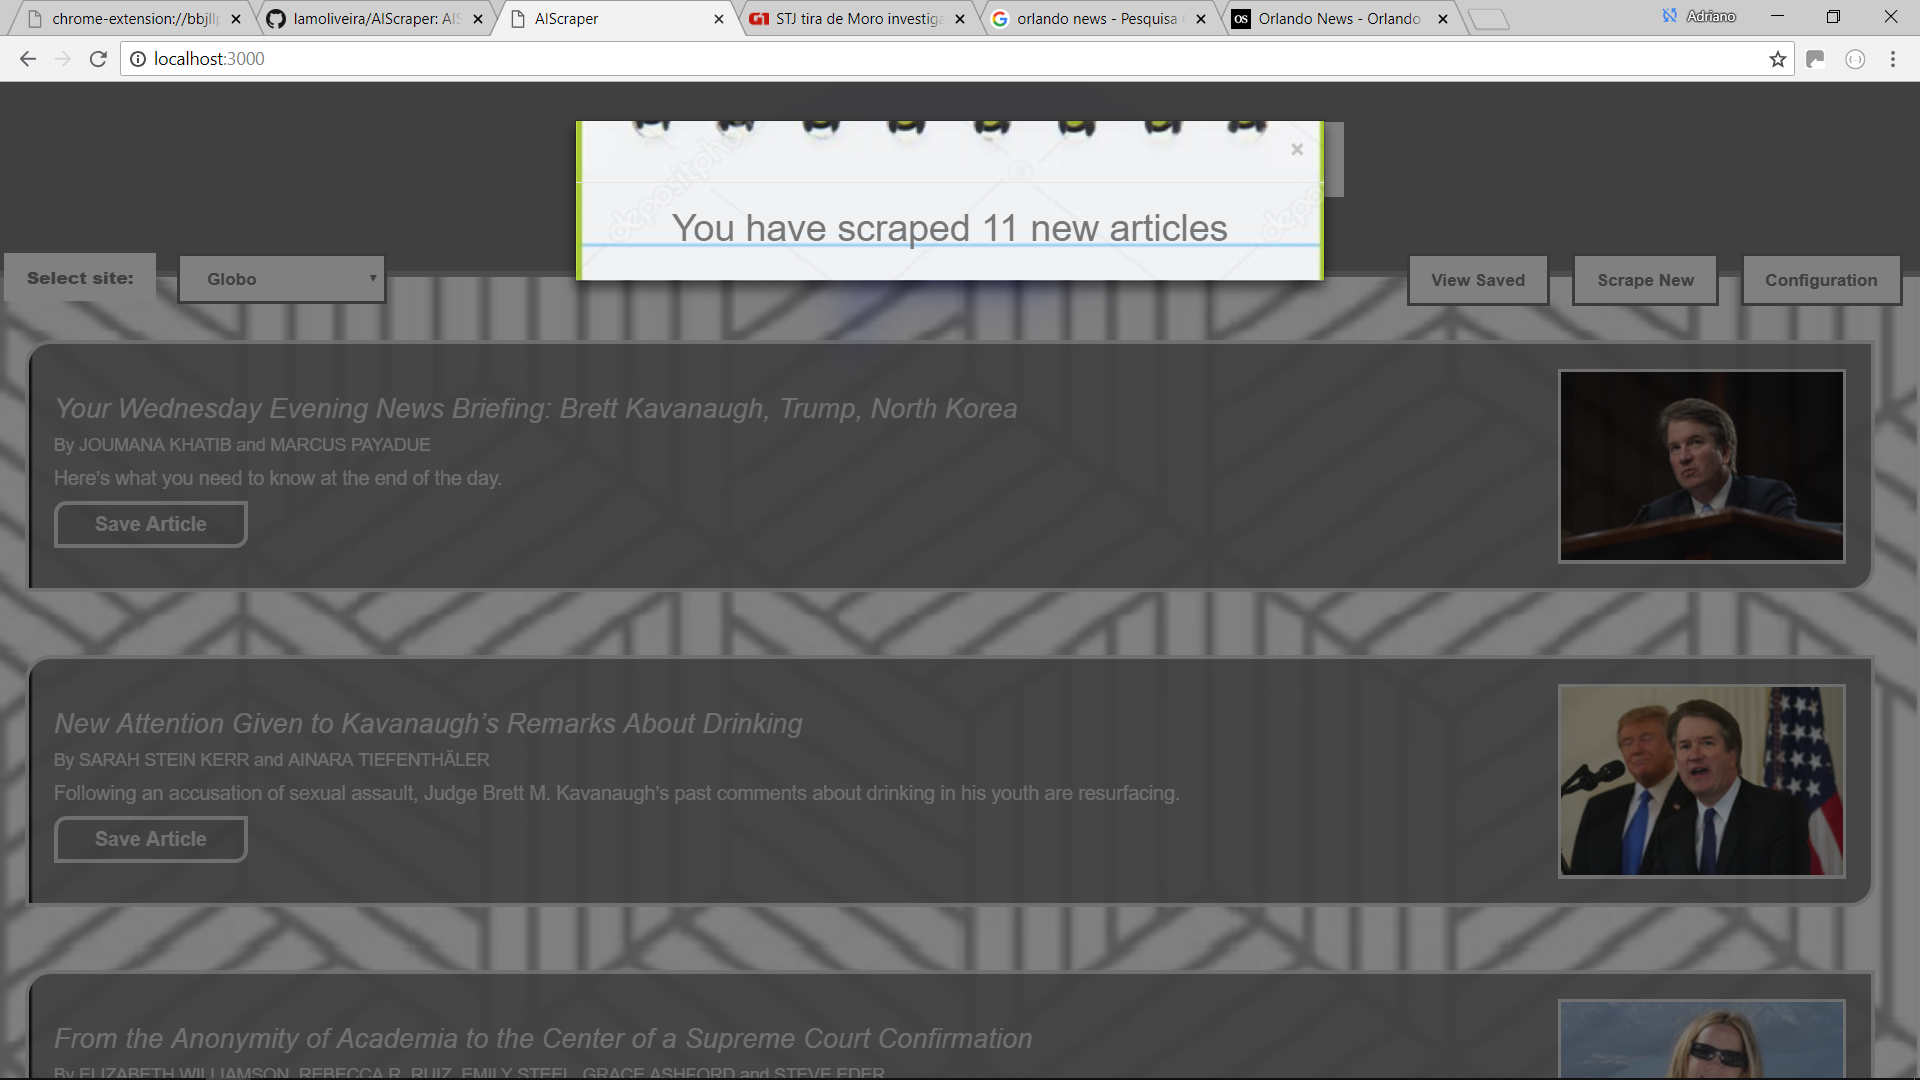 chrome-extension://bbjll
lamoliveira/AIScraper: AIS
AIScraper
G1 STJ tira de Moro investiga
orlando news - Pesquisa
OS Orlando News - Orlando
Adriano
localhost:3000
depositpho
You have scraped 11 new articles
Select site:
Globo
View Saved
Scrape New
Configuration
Your Wednesday Evening News Briefing: Brett Kavanaugh, Trump, North Korea
By JOUMANA KHATIB and MARCUS PAYADUE
Here's what you need to know at the end of the day.
Save Article
New Attention Given to Kavanaugh’s Remarks About Drinking
By SARAH STEIN KERR and AINARA TIEFENTHÄLER
Following an accusation of sexual assault, Judge Brett M. Kavanaugh’s past comments about drinking in his youth are resurfacing.
Save Article
From the Anonymity of Academia to the Center of a Supreme Court Confirmation
By ELIZABETH WILLIAMSON, REBECCA R. RUIZ, EMILY STEEL, GRACE ASHFORD and STEVE EDER